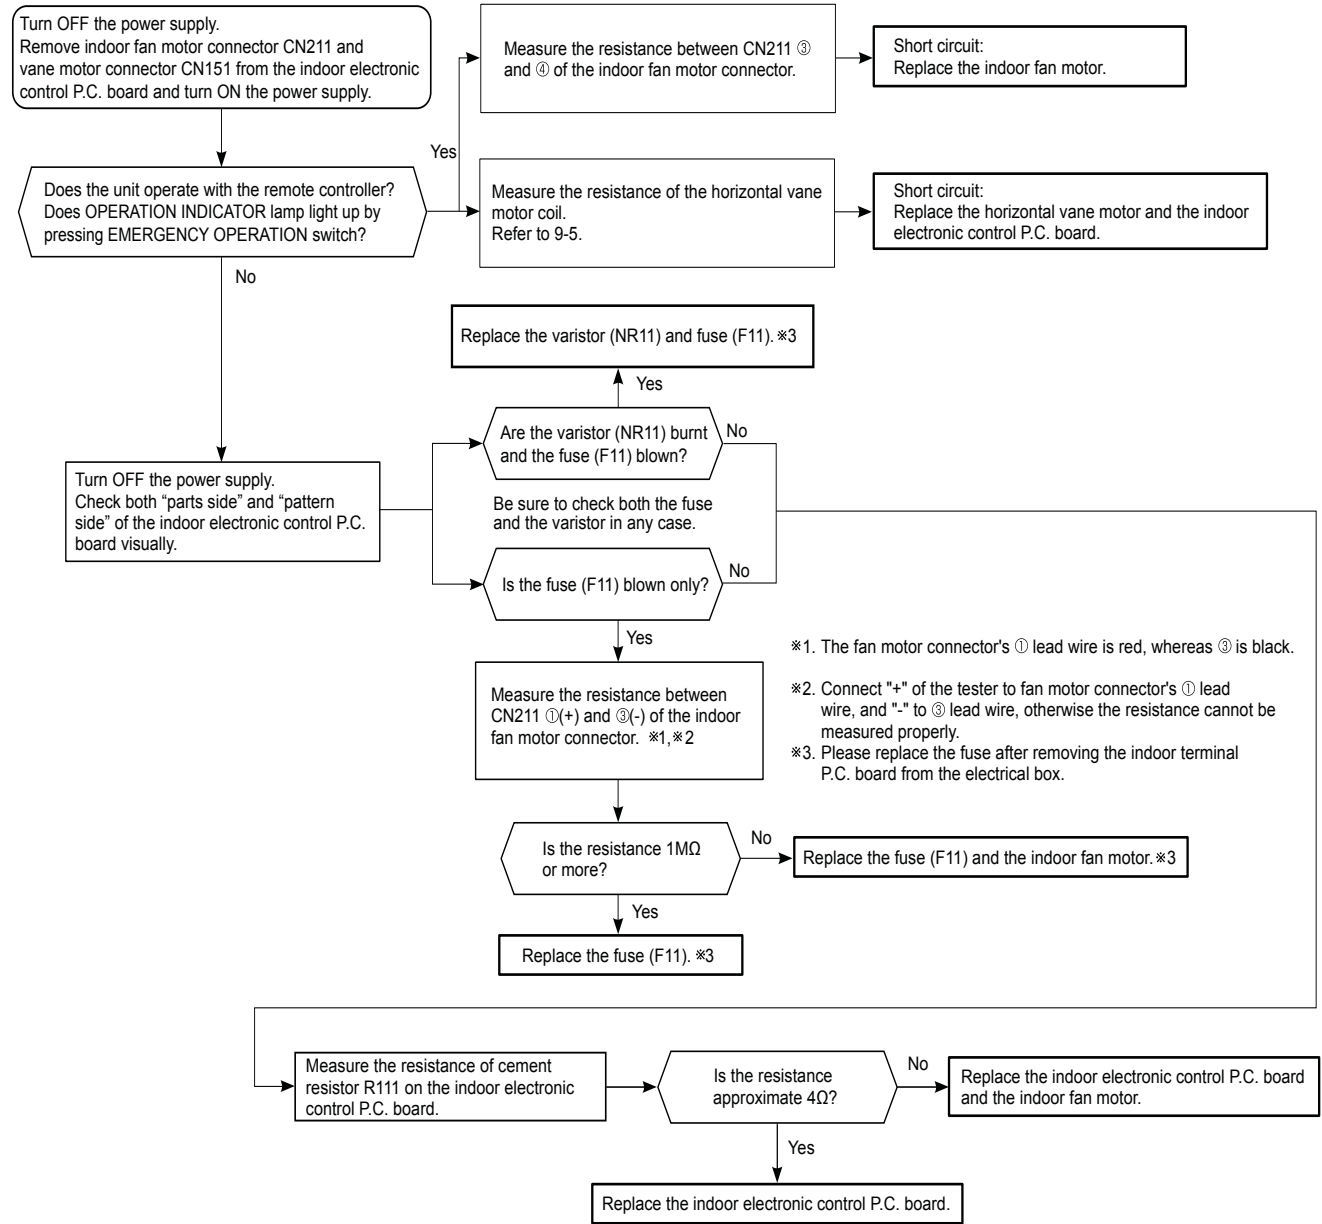 Turn OFF the power supply.
Remove indoor fan motor connector CN211 and
vane motor connector CN151 from the indoor electronic
control P.C. board and turn ON the power supply.
Does the unit operate with the remote controller?
Does OPERATION INDICATOR lamp light up by
pressing EMERGENCY OPERATION switch?
Yes
Measure the resistance between CN211 ③
and ④ of the indoor fan motor connector.
Short circuit:
Replace the indoor fan motor.
Measure the resistance of the horizontal vane
motor coil.
Refer to 9-5.
Short circuit:
Replace the horizontal vane motor and the indoor
electronic control P.C. board.
No
Turn OFF the power supply.
Check both “parts side” and “pattern
side” of the indoor electronic control P.C.
board visually.
Replace the varistor (NR11) and fuse (F11). ※3
Yes
Are the varistor (NR11) burnt
and the fuse (F11) blown?
No
Be sure to check both the fuse
and the varistor in any case.
Is the fuse (F11) blown only?
No
Yes
Measure the resistance between
CN211 ①(+) and ③(-) of the indoor
fan motor connector. ※1,※2
※1. The fan motor connector's ① lead wire is red, whereas ③ is black.
※2. Connect "+" of the tester to fan motor connector's ① lead
wire, and "-" to ③ lead wire, otherwise the resistance cannot be
measured properly.
※3. Please replace the fuse after removing the indoor terminal
P.C. board from the electrical box.
Is the resistance 1MΩ
or more?
No
Replace the fuse (F11) and the indoor fan motor.※3
Yes
Replace the fuse (F11). ※3
Measure the resistance of cement
resistor R111 on the indoor electronic
control P.C. board.
Is the resistance
approximate 4Ω?
No
Replace the indoor electronic control P.C. board
and the indoor fan motor.
Yes
Replace the indoor electronic control P.C. board.